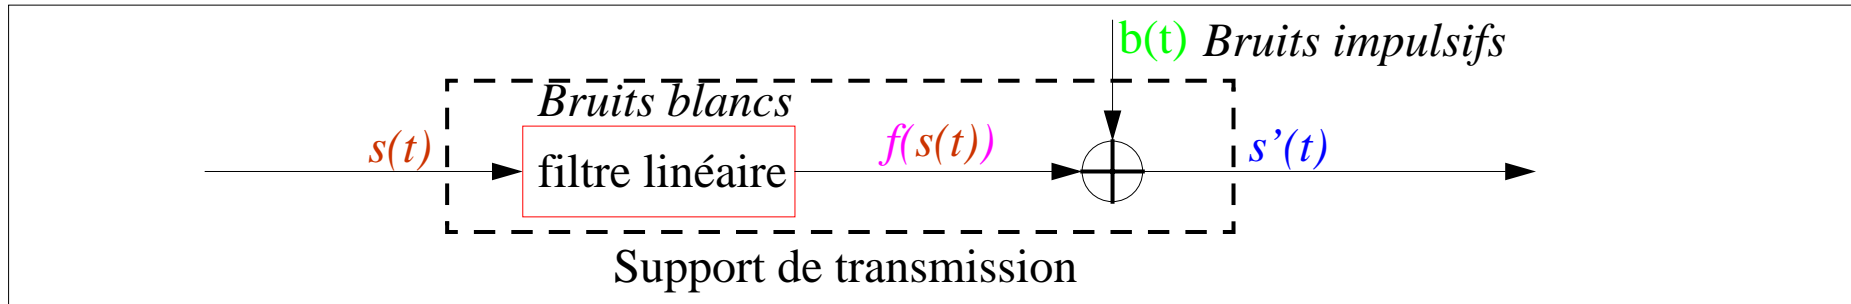 b(t) Bruits impulsifs
Bruits blancs
s(t)
filtre linéaire
f(s(t))
s’(t)
Support de transmission